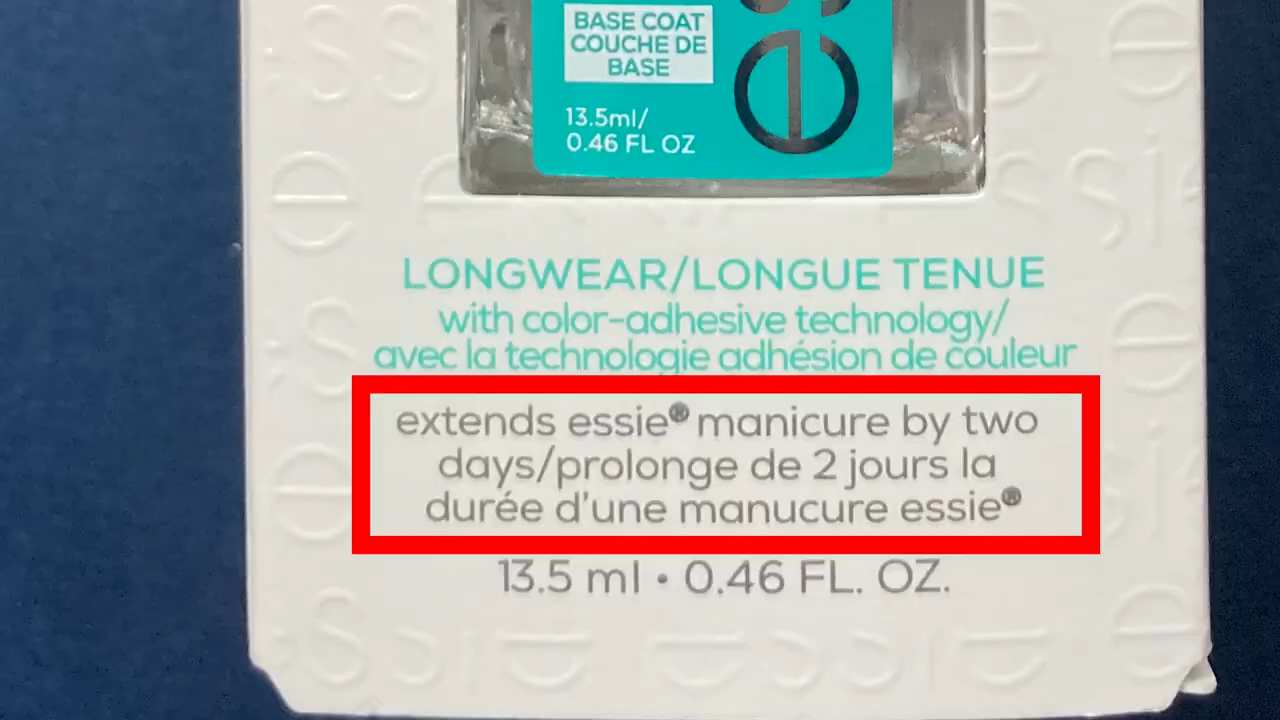 BASE COAT
COUCHE DE
BASE
13.5ml/
0.46 FL OZ
es
LONGWEAR/LONGUE TENUE
with color-adhesive technology/
avec la technologie adhésion de couleur
extends essie® manicure by two
days/prolonge de 2 jours la
durée d'une manucure essie®
13.5 ml • 0.46 FL. OZ.